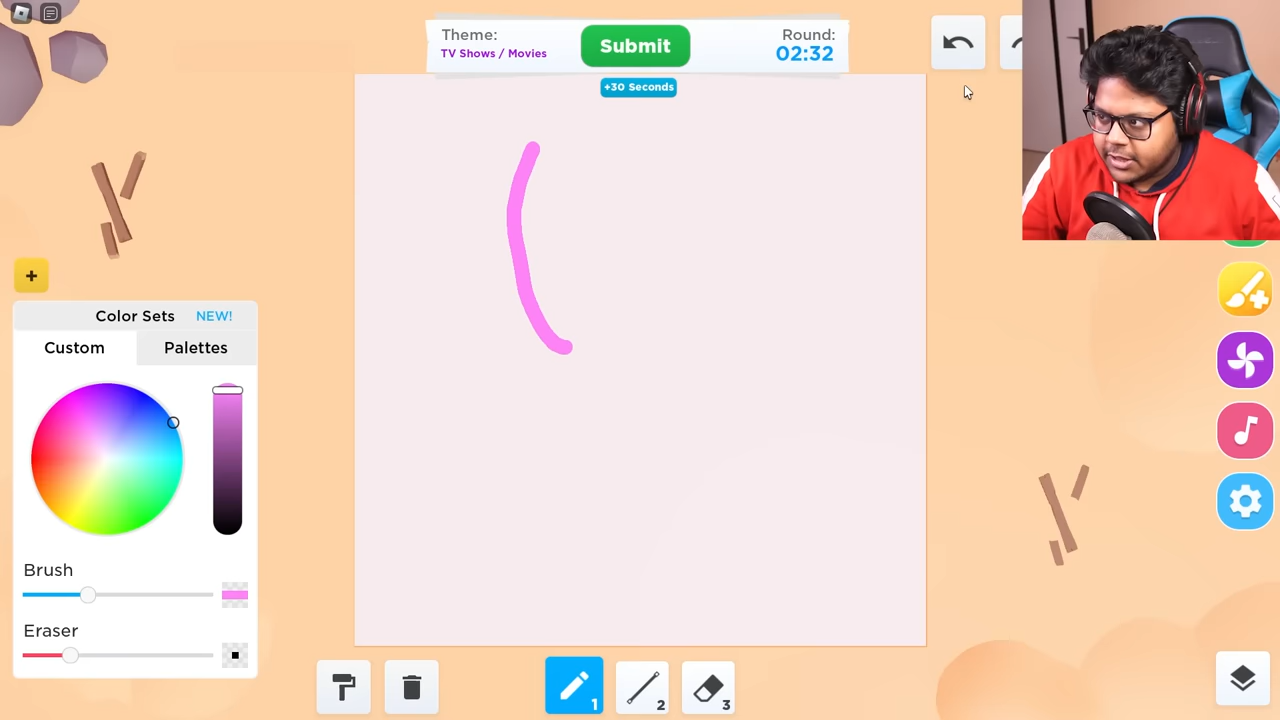 Theme:
TV Shows / Movies
Submit
Round:
02:32
+30 Seconds
+
Color Sets NEW!
Custom Palettes
Brush
Eraser
1
2
3